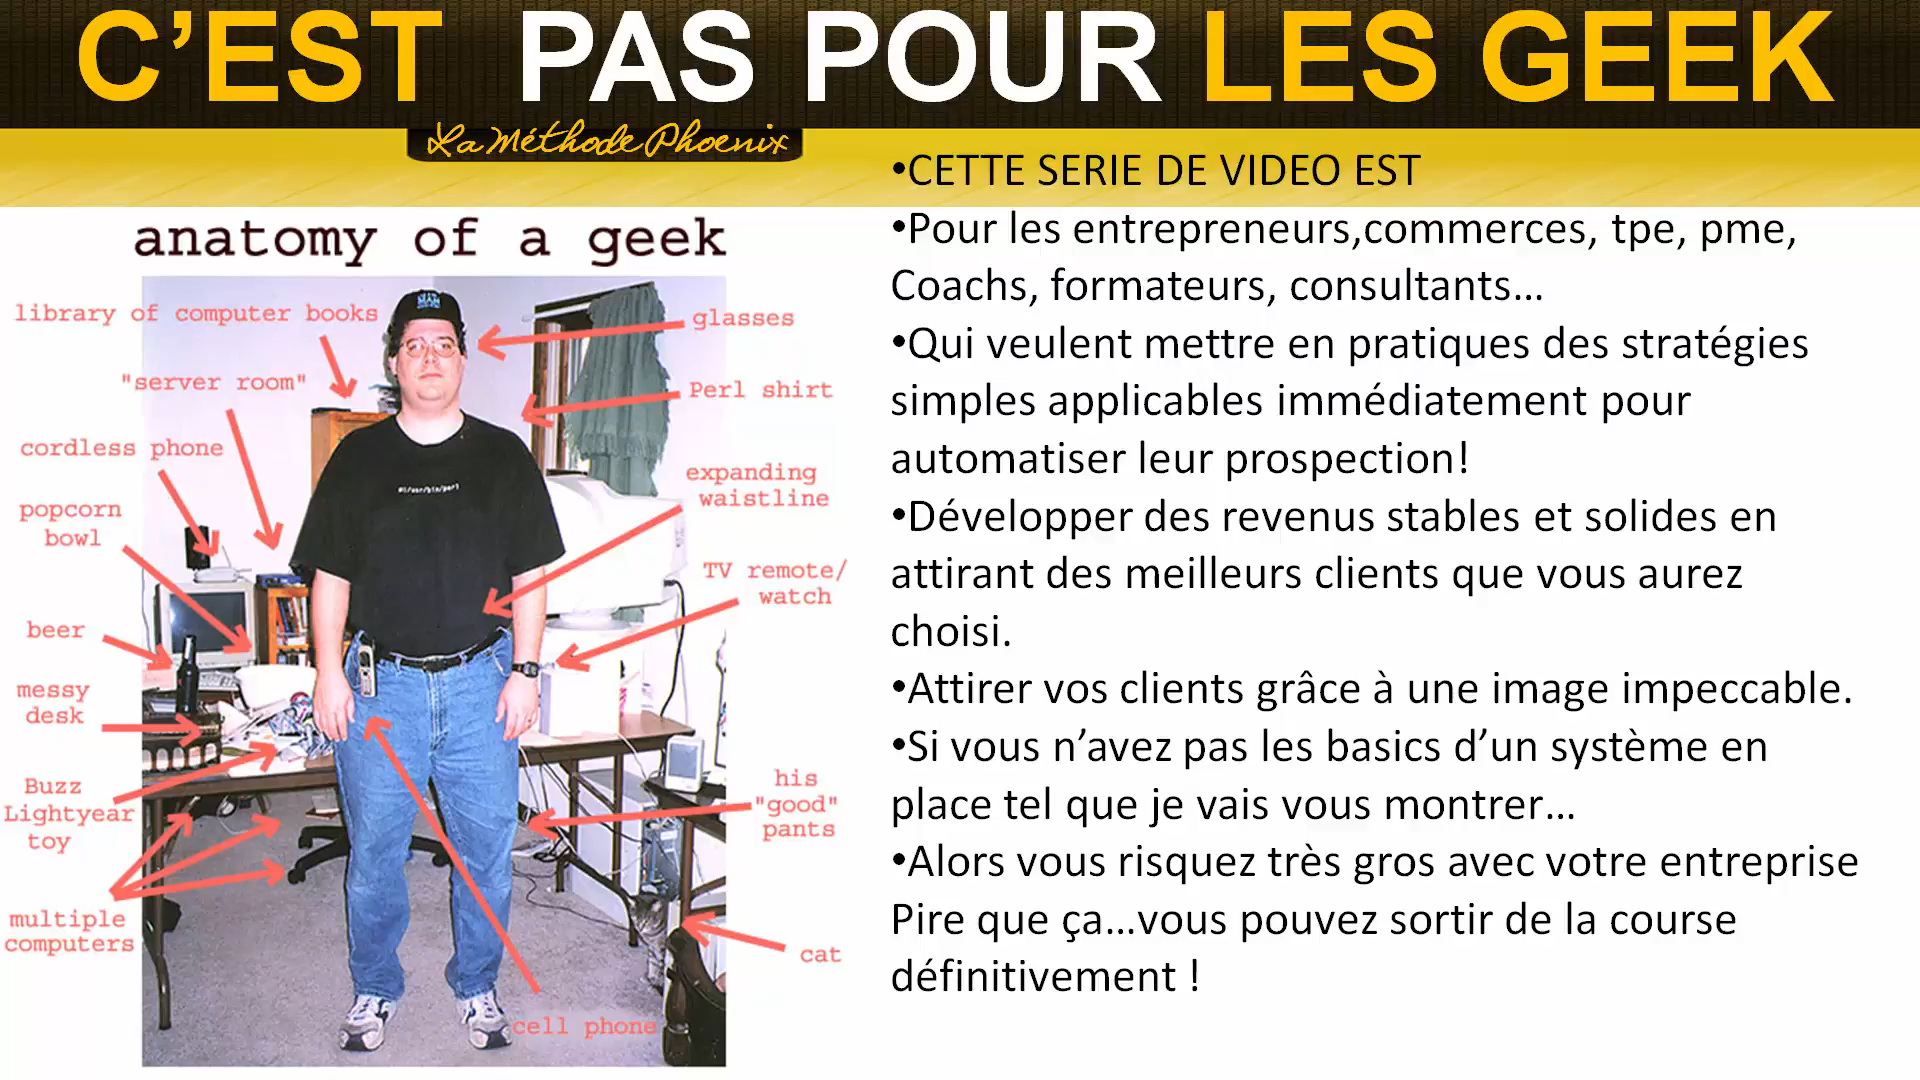 C’EST PAS POUR LES GEEK
La Méthode Phoenix
•CETTE SERIE DE VIDEO EST
•Pour les entrepreneurs,commerces, tpe, pme,
Coachs, formateurs, consultants…
•Qui veulent mettre en pratiques des stratégies
simples applicables immédiatement pour
automatiser leur prospection!
•Développer des revenus stables et solides en
attirant des meilleurs clients que vous aurez
choisi.
•Attirer vos clients grâce à une image impeccable.
•Si vous n’avez pas les basics d’un système en
place tel que je vais vous montrer…
•Alors vous risquez très gros avec votre entreprise
Pire que ça…vous pouvez sortir de la course
définitivement !
anatomy of a geek
library of computer books
"server room"
cordless phone
popcorn
bowl
beer
messy
desk
Buzz
Lightyear
toy
multiple
computers
glasses
Perl shirt
expanding
waistline
TV remote/
watch
his
"good"
pants
cat
cell phone
#!/usr/bin/perl